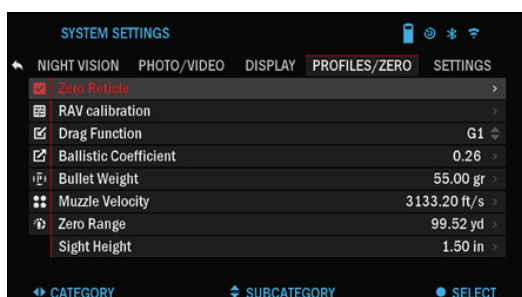 SYSTEM SETTINGS
NIGHT VISION PHOTO/VIDEO DISPLAY PROFILES/ZERO SETTINGS
Zero Reticle
RAV calibration
Drag Function G1
Ballistic Coefficient 0.26
Bullet Weight 55.00 gr
Muzzle Velocity 3133.20 ft/s
Zero Range 99.52 yd
Sight Height 1.50 in
CATEGORY SUBCATEGORY SELECT